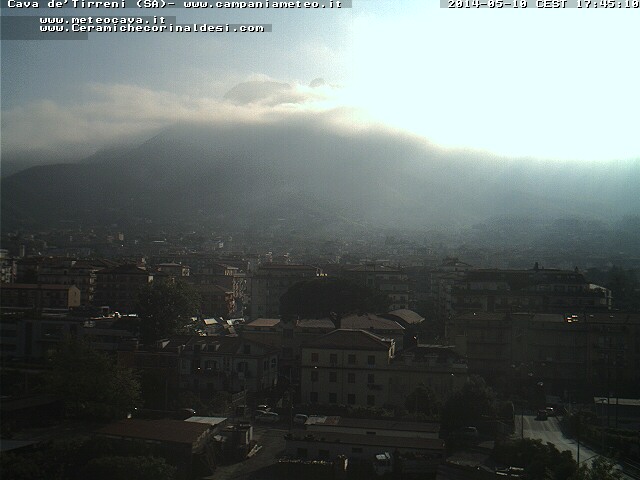 Cava de'Tirreni (SA)- www.campaniameteo.it
2014-05-10 CEST 17:45:10
www.meteocava.it
www.Ceramichecorinaldesi.com